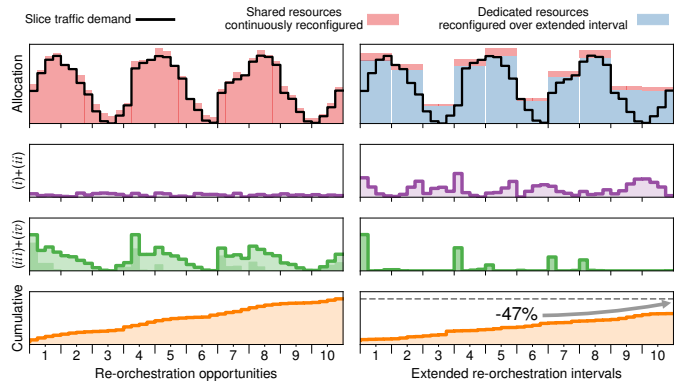 Slice traffic demand
Shared resources
continuously reconfigured
Dedicated resources
reconfigured over extended interval
Allocation
(i)+(ii)
(iii)+(iv)
Cumulative
-47%
1 2 3 4 5 6 7 8 9 10
1 2 3 4 5 6 7 8 9 10
Re-orchestration opportunities
Extended re-orchestration intervals